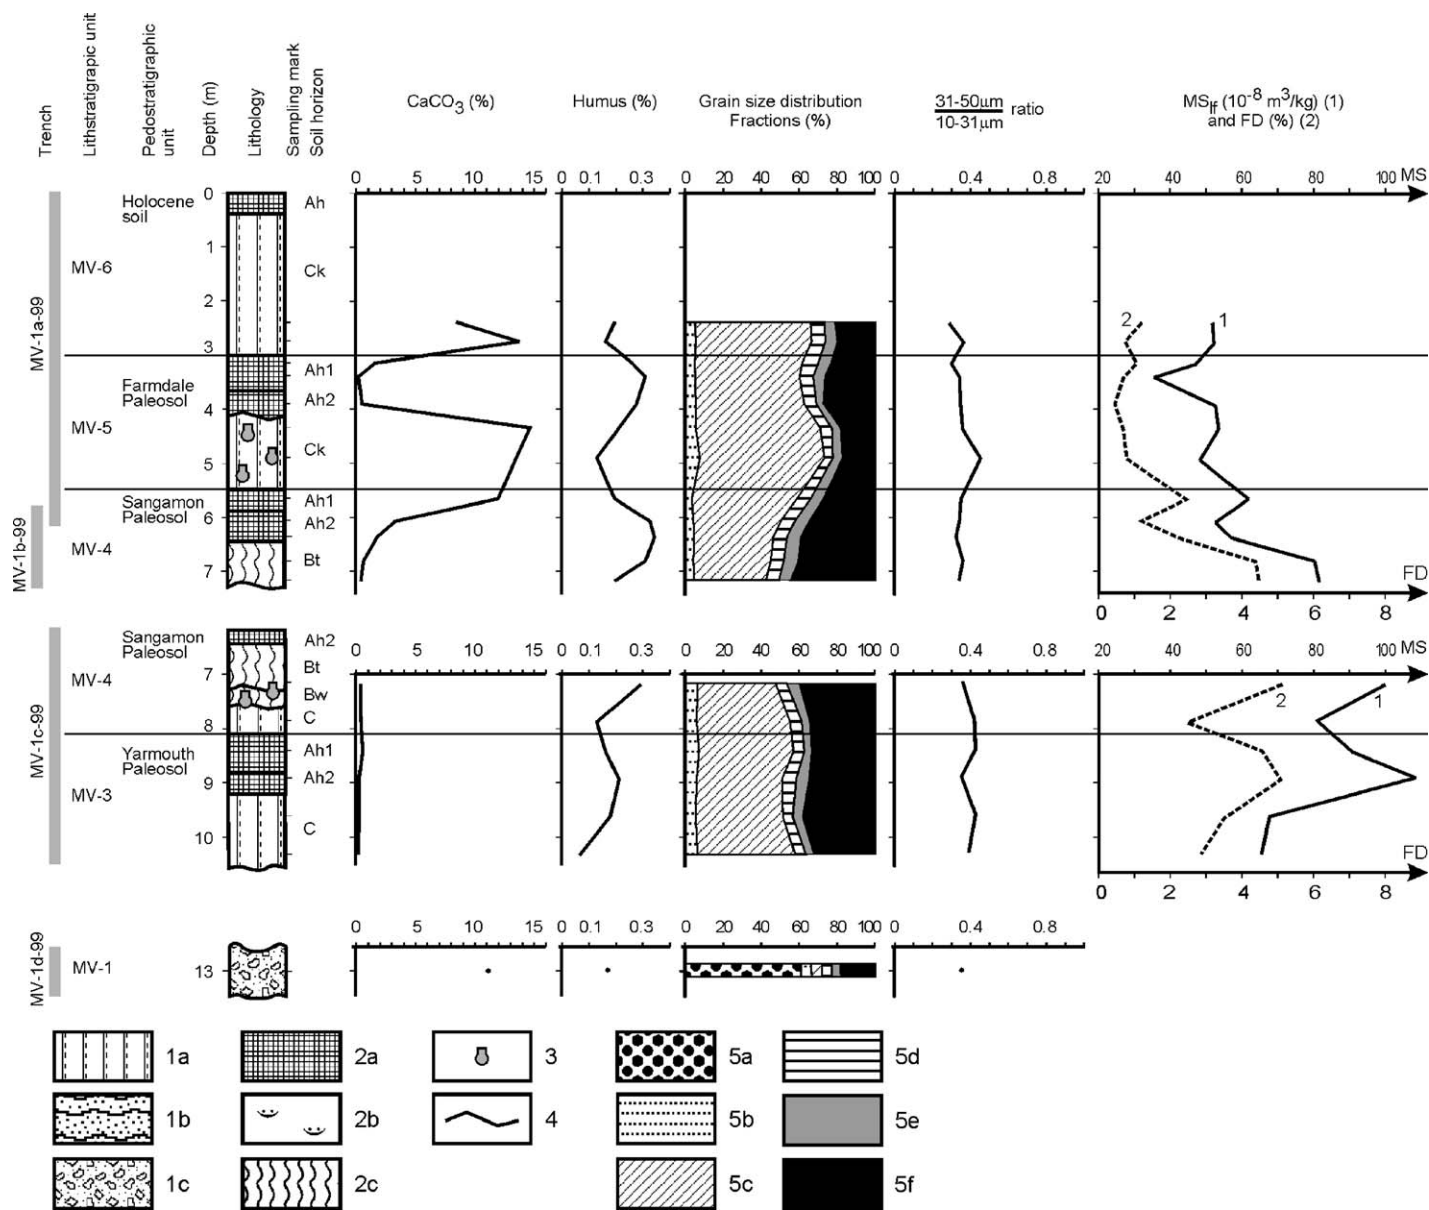 Trench
Lithstratigrapic unit
Pedostratigraphic
unit
Depth (m)
Lithology
Sampling mark
Soil horizon
CaCO3 (%)
Humus (%)
Grain size distribution
Fractions (%)
31-50µm
10-31µm
ratio
MSlf (10-8 m3/kg) (1)
and FD (%) (2)
0 5 10 15
0 0.1 0.3
0 20 40 60 80 100
0 0.4 0.8
20 40 60 80 100 MS
0
Holocene
soil
Ah
1
MV-6
Ck
2
2 1
3
MV-1a-99
Ah1
Farmdale
Paleosol
Ah2
4
MV-5
Ck
5
Sangamon
Paleosol
Ah1
6
Ah2
MV-1b-99
MV-4
Bt
7
FD
0 2 4 6 8
Sangamon
Paleosol
Ah2
0 5 10 15
0 0.1 0.3
0 20 40 60 80 100
0 0.4 0.8
20 40 60 80 100 MS
Bt
7
MV-4
Bw
2 1
C
8
MV-1c-99
Yarmouth
Paleosol
Ah1
Ah2
9
MV-3
C
10
FD
0 2 4 6 8
0 5 10 15
0 0.1 0.3
0 20 40 60 80 100
0 0.4 0.8
MV-1d-99
MV-1
13
1a 2a 3 5a 5d
1b 2b 4 5b 5e
1c 2c 5c 5f